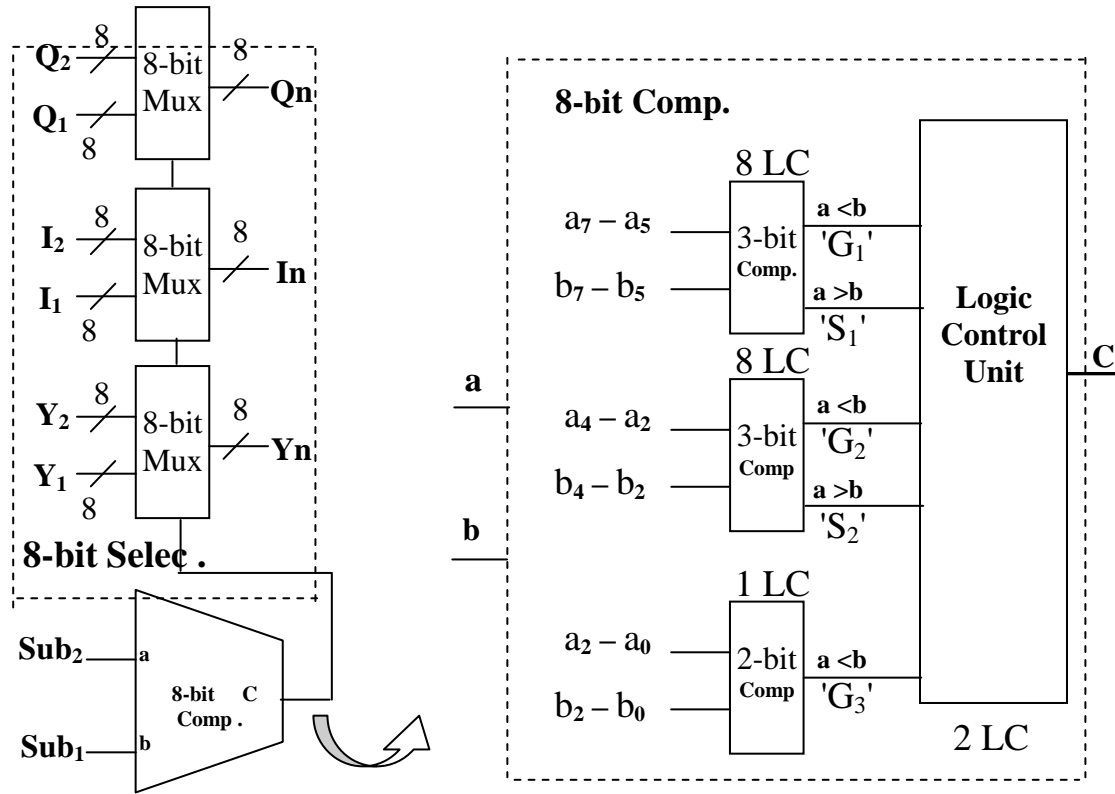 8
Q₂
8-bit
Mux
8
Qn
Q₁
8
8
I₂
8-bit
Mux
8
In
I₁
8
8
Y₂
8-bit
Mux
8
Yn
Y₁
8
8-bit Selec .
Sub₂
a
8-bit C
Comp .
Sub₁
b
8-bit Comp.
a
b
8 LC
a₇ – a₅
3-bit
Comp.
b₇ – b₅
a <b
'G₁'
a >b
'S₁'
8 LC
a₄ – a₂
3-bit
Comp
b₄ – b₂
a <b
'G₂'
a >b
'S₂'
1 LC
a₂ – a₀
2-bit
Comp
b₂ – b₀
a <b
'G₃'
Logic
Control
Unit
C
2 LC